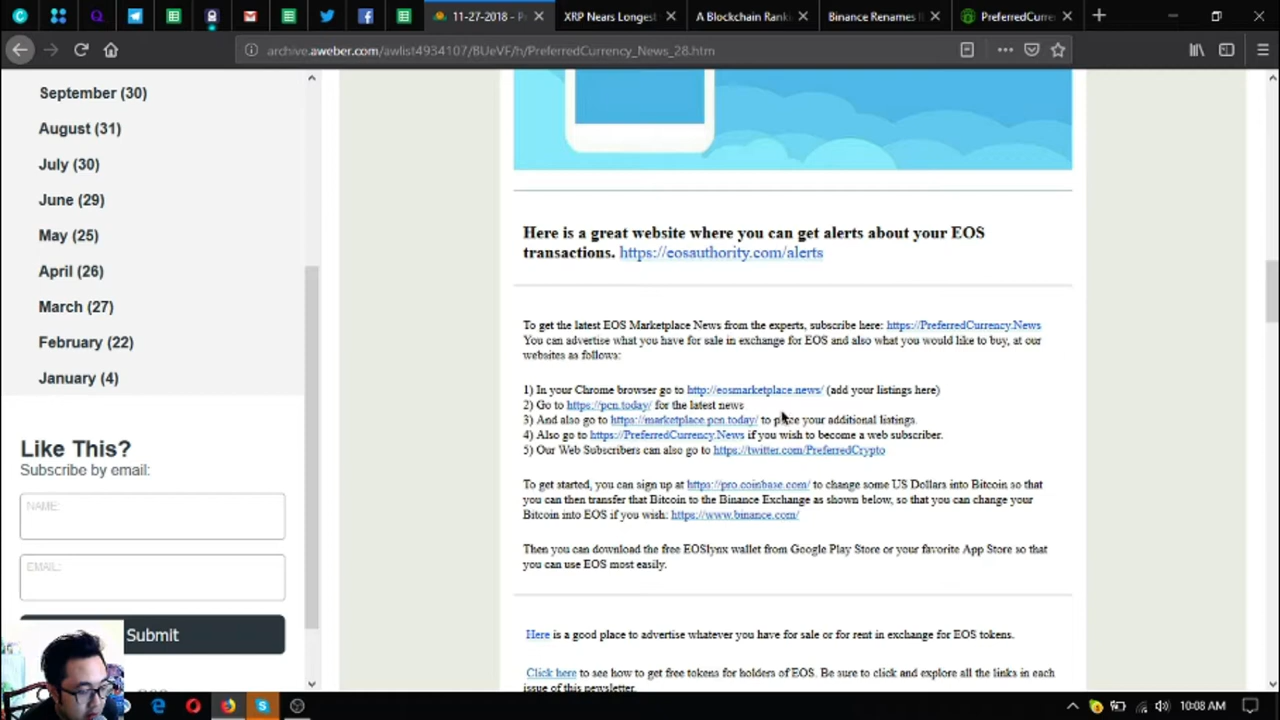 11-27-2018 - P
XRP Nears Longest
A Blockchain Rank
Binance Renames
PreferredCurre
archive.aweber.com/awlist4934107/BUeVF/h/PreferredCurrency_News_28.htm
September (30)
August (31)
July (30)
June (29)
May (25)
April (26)
March (27)
February (22)
January (4)
Like This?
Subscribe by email:
NAME:
EMAIL:
Submit
Here is a great website where you can get alerts about your EOS
transactions. https://eosauthority.com/alerts
To get the latest EOS Marketplace News from the experts, subscribe here: https://PreferredCurrency.News
You can advertise what you have for sale in exchange for EOS and also what you would like to buy, at our
websites as follows:
1) In your Chrome browser go to http://eosmarketplace.news/ (add your listings here)
2) Go to https://pcn.today/ for the latest news
3) And also go to https://marketplace.pcn.today/ to place your additional listings.
4) Also go to https://PreferredCurrency.News if you wish to become a web subscriber.
5) Our Web Subscribers can also go to https://twitter.com/PreferredCrypto
To get started, you can sign up at https://pro.coinbase.com/ to change some US Dollars into Bitcoin so that
you can then transfer that Bitcoin to the Binance Exchange as shown below, so that you can change your
Bitcoin into EOS if you wish: https://www.binance.com/
Then you can download the free EOSlynx wallet from Google Play Store or your favorite App Store so that
you can use EOS most easily.
Here is a good place to advertise whatever you have for sale or for rent in exchange for EOS tokens.
Click here to see how to get free tokens for holders of EOS. Be sure to click and explore all the links in each
issue of this newsletter.
10:08 AM